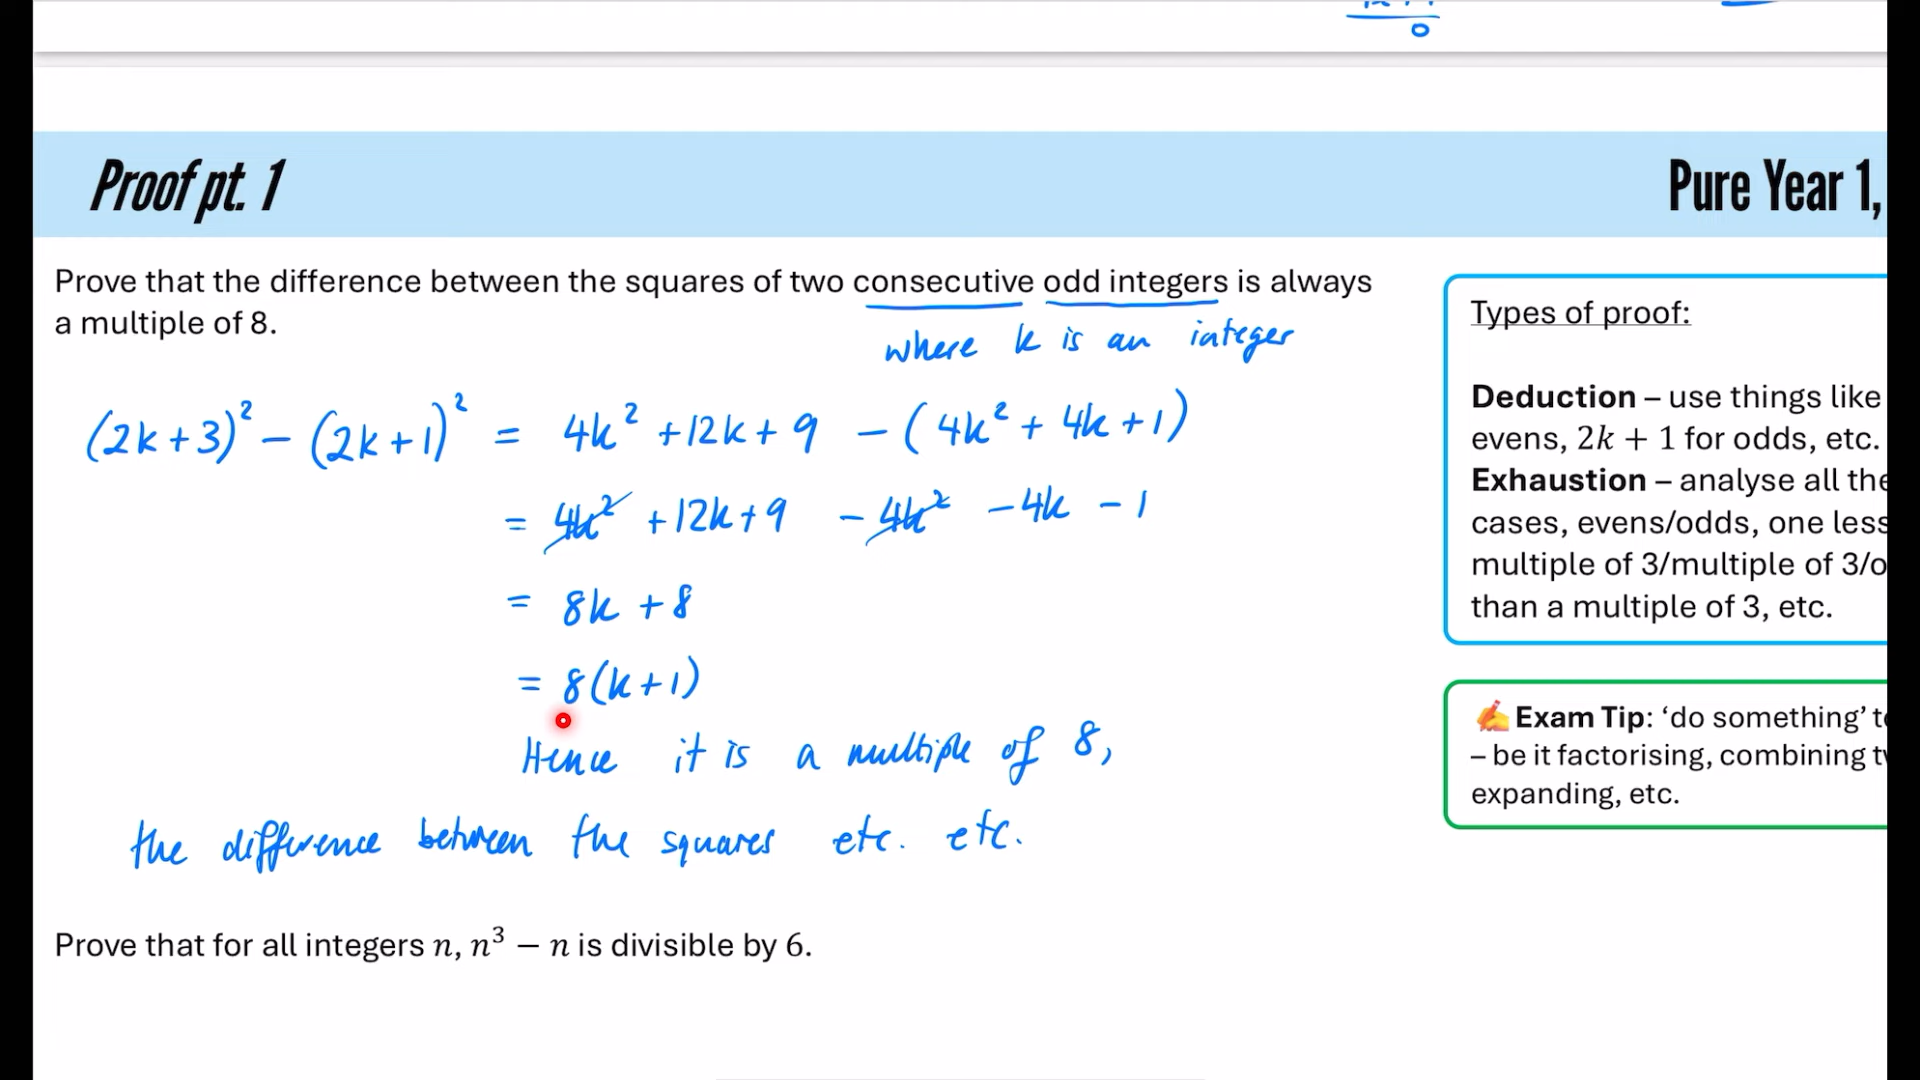 0
Proof pt. 1
Pure Year 1,
Prove that the difference between the squares of two consecutive odd integers is always
a multiple of 8.
where k is an integer
(2k+3)² − (2k+1)² = 4k² + 12k + 9 − (4k² + 4k + 1)
= 4k² + 12k + 9 − 4k² − 4k − 1
= 8k + 8
= 8(k+1)
Hence it is a multiple of 8,
the difference between the squares etc. etc.
Prove that for all integers n, n³ − n is divisible by 6.
Types of proof:
Deduction – use things like
evens, 2k + 1 for odds, etc.
Exhaustion – analyse all the
cases, evens/odds, one less
multiple of 3/multiple of 3/o
than a multiple of 3, etc.
✍️ Exam Tip: ‘do something’ t
– be it factorising, combining t
expanding, etc.